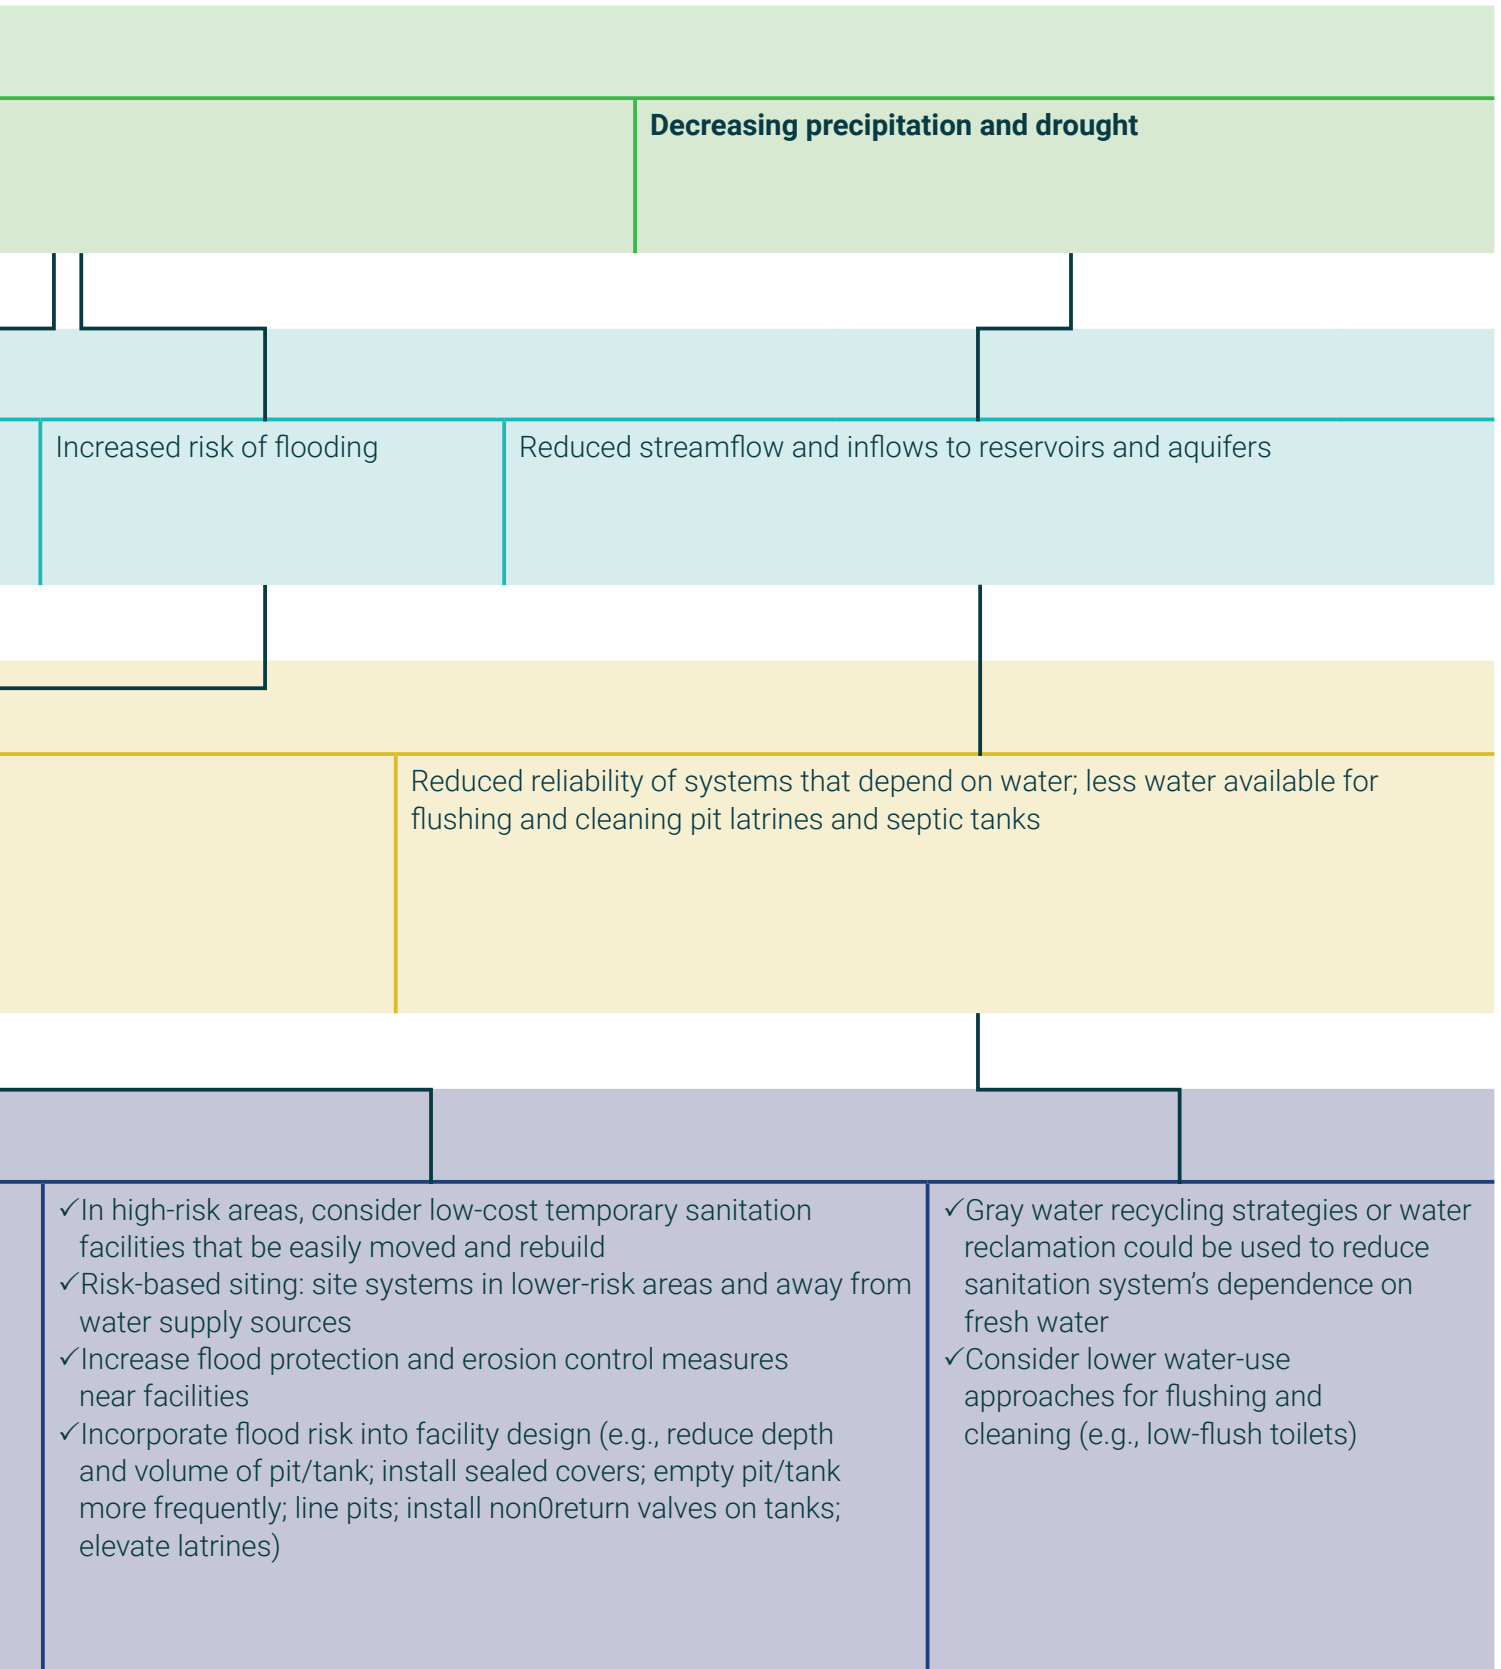 Decreasing precipitation and drought
Increased risk of flooding
Reduced streamflow and inflows to reservoirs and aquifers
Reduced reliability of systems that depend on water; less water available for
flushing and cleaning pit latrines and septic tanks
✓In high-risk areas, consider low-cost temporary sanitation
facilities that be easily moved and rebuild
✓Risk-based siting: site systems in lower-risk areas and away from
water supply sources
✓Increase flood protection and erosion control measures
near facilities
✓Incorporate flood risk into facility design (e.g., reduce depth
and volume of pit/tank; install sealed covers; empty pit/tank
more frequently; line pits; install non0return valves on tanks;
elevate latrines)
✓Gray water recycling strategies or water
reclamation could be used to reduce
sanitation system’s dependence on
fresh water
✓Consider lower water-use
approaches for flushing and
cleaning (e.g., low-flush toilets)